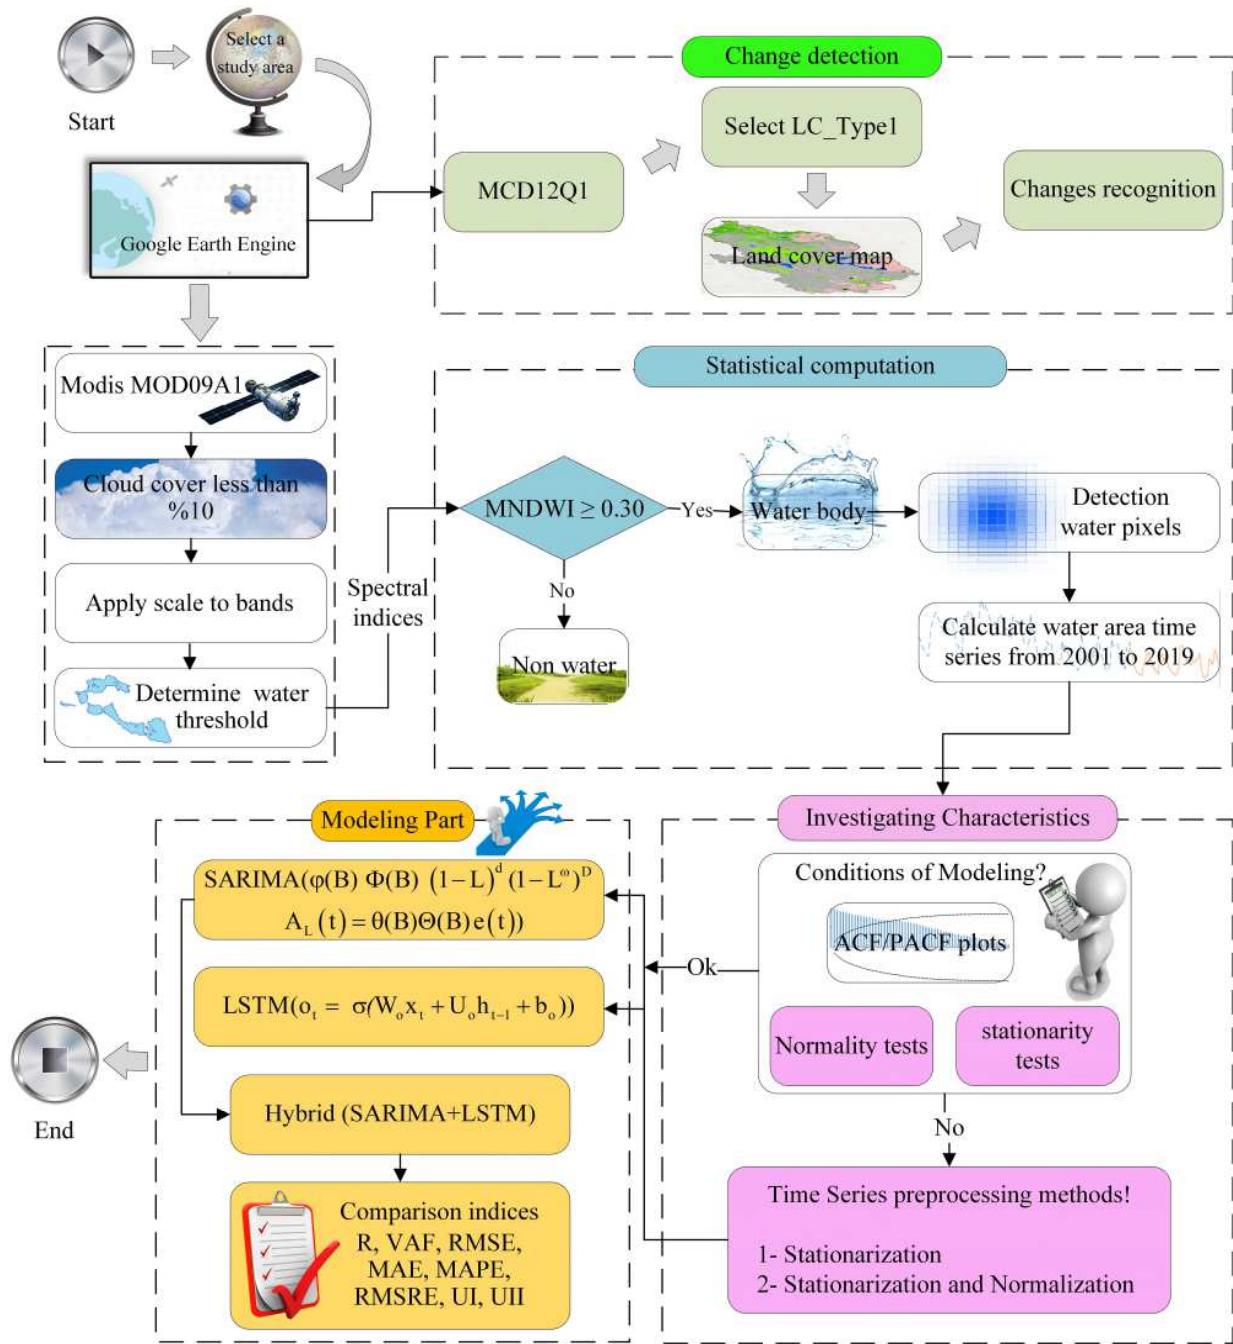 Start
Select a
study area
Google Earth Engine
Change detection
MCD12Q1
Select LC_Type1
Land cover map
Changes recognition
Modis MOD09A1
Cloud cover less than
%10
Apply scale to bands
Determine water
threshold
Spectral
indices
Statistical computation
MNDWI ≥ 0.30
Yes
No
Non water
Water body
Detection
water pixels
Calculate water area time
series from 2001 to 2019
Investigating Characteristics
Conditions of Modeling?
ACF/PACF plots
Normality tests
stationarity
tests
Ok
No
Time Series preprocessing methods!
1- Stationarization
2- Stationarization and Normalization
Modeling Part
SARIMA(φ(B) Φ(B) (1−L)^d (1−L^ω)^D
A_L (t) = θ(B)Θ(B) e(t))
LSTM(o_t = σ(W_o x_t + U_o h_{t−1} + b_o))
Hybrid (SARIMA+LSTM)
Comparison indices
R, VAF, RMSE,
MAE, MAPE,
RMSRE, UI, UII
End